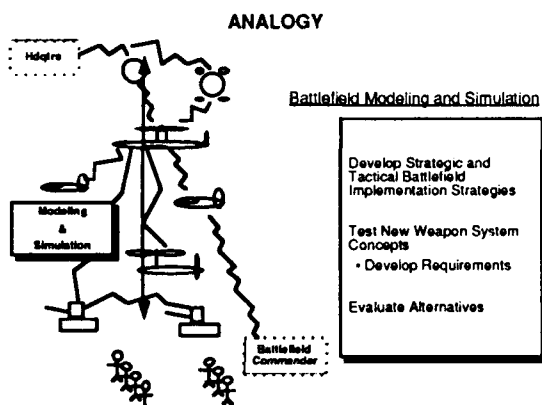 ANALOGY
Hdqtrs
Battlefield Modeling and Simulation
Develop Strategic and
Tactical Battlefield
Implementation Strategies
Test New Weapon System
Concepts
• Develop Requirements
Evaluate Alternatives
Modeling
&
Simulation
Battlefield
Commander